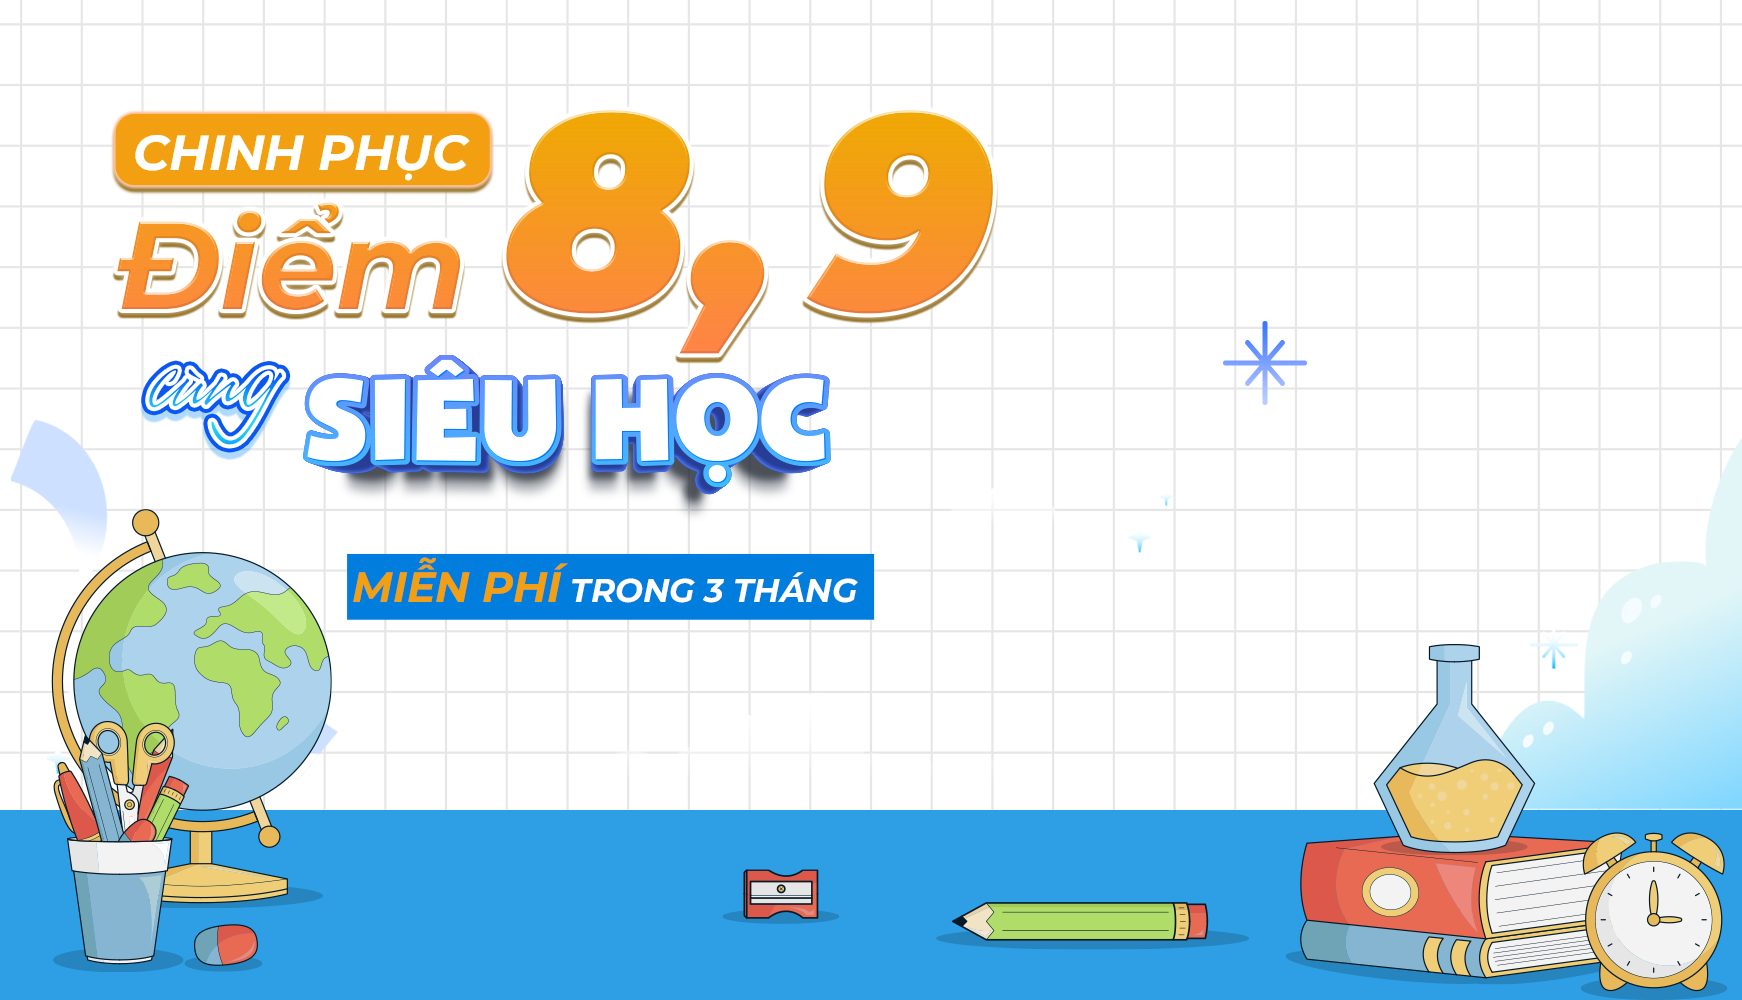 CHINH PHỤC
Điểm 8,9
cùng SIÊU HỌC
MIỄN PHÍ TRONG 3 THÁNG